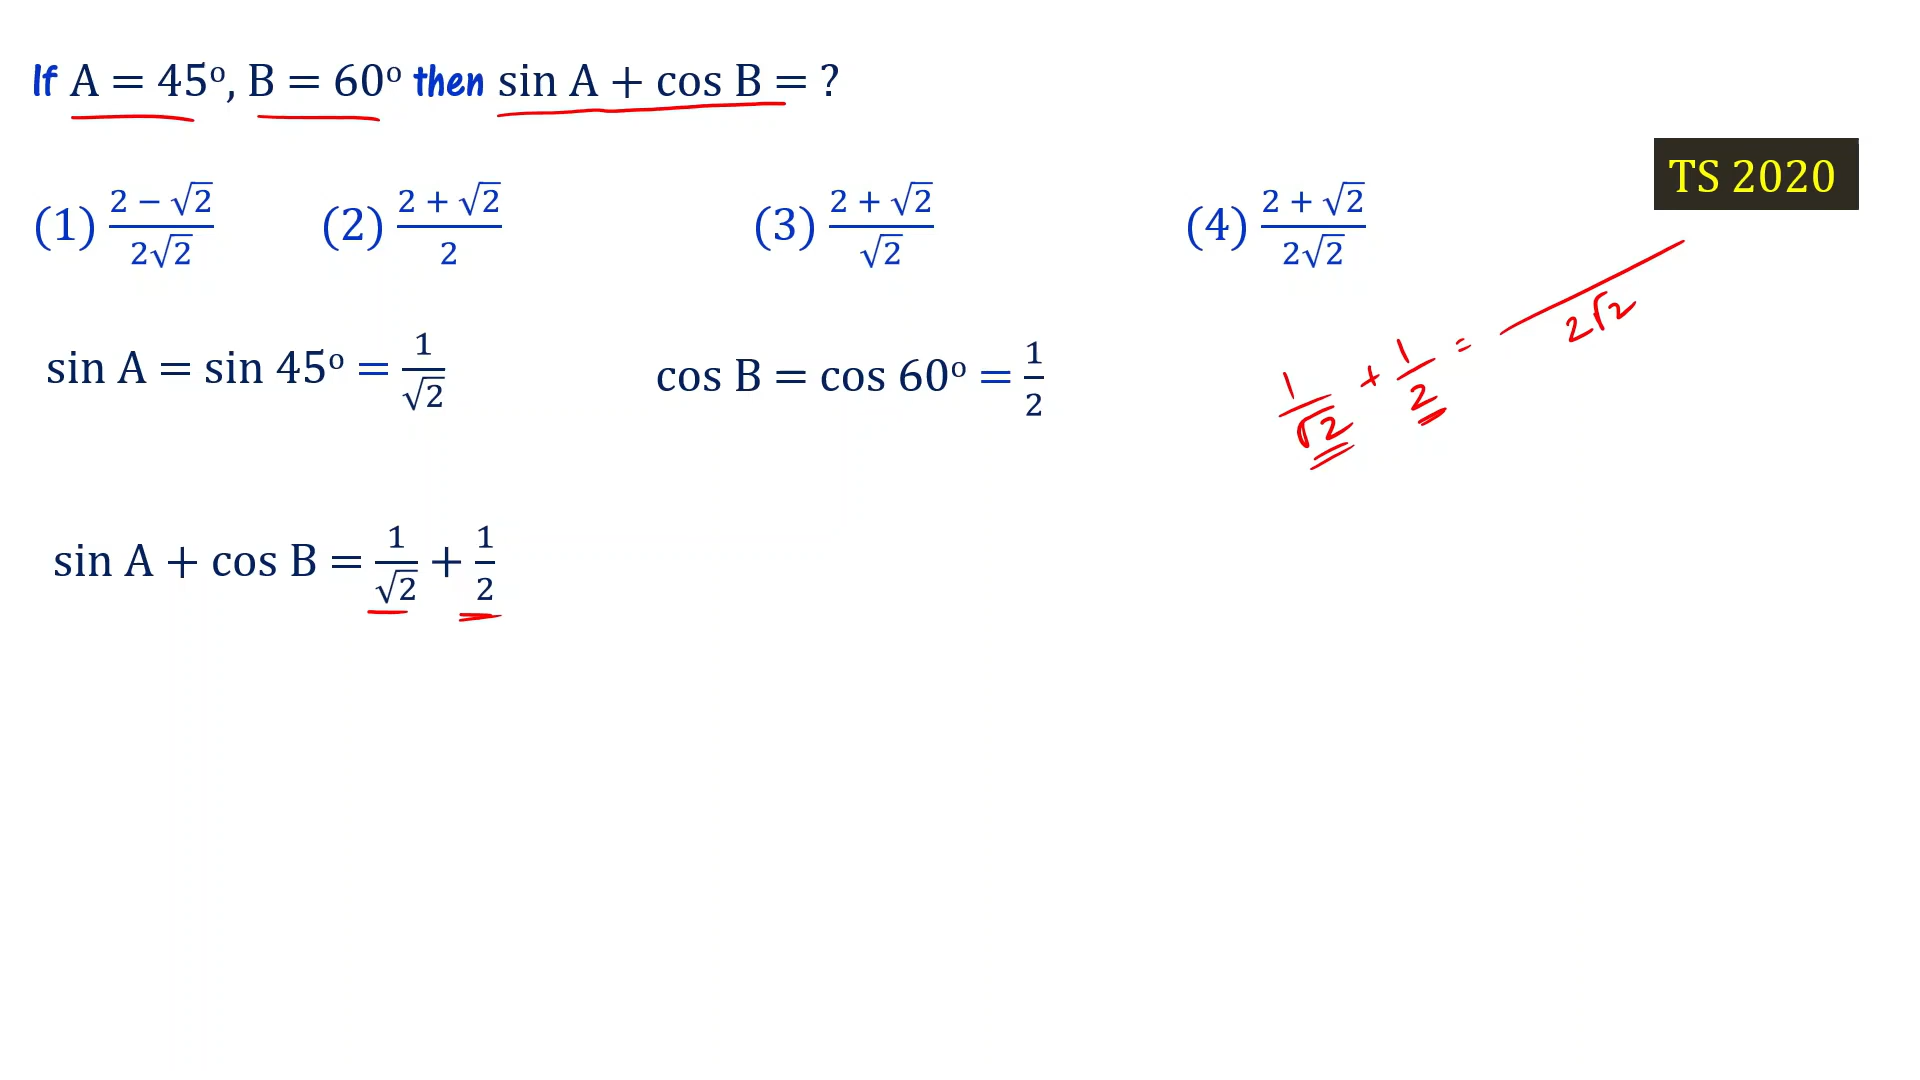 If A = 45°, B = 60° then sin A + cos B = ?
TS 2020
(1) (2 − √2)/(2√2) (2) (2 + √2)/2 (3) (2 + √2)/√2 (4) (2 + √2)/(2√2)
sin A = sin 45° = 1/√2 cos B = cos 60° = 1/2
1/√2 + 1/2 = /(2√2)
sin A + cos B = 1/√2 + 1/2